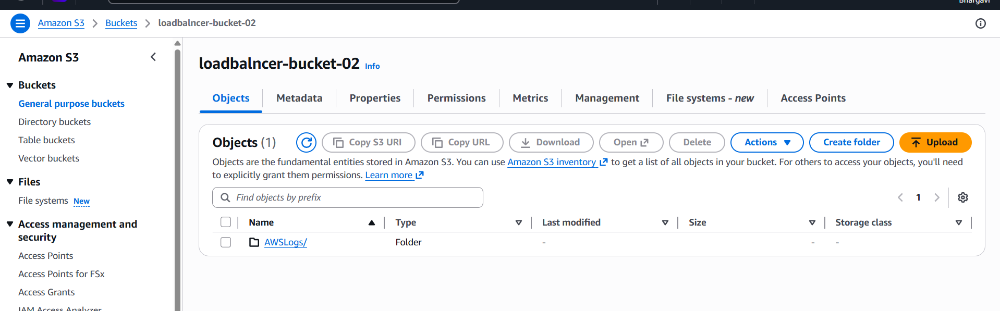 Bhargavi
Amazon S3 > Buckets > loadbalncer-bucket-02
Amazon S3
Buckets
General purpose buckets
Directory buckets
Table buckets
Vector buckets
Files
File systems New
Access management and
security
Access Points
Access Points for FSx
Access Grants
IAM Access Analyzer
loadbalncer-bucket-02 Info
Objects Metadata Properties Permissions Metrics Management File systems - new Access Points
Objects (1) Copy S3 URI Copy URL Download Open Delete Actions Create folder Upload
Objects are the fundamental entities stored in Amazon S3. You can use Amazon S3 inventory to get a list of all objects in your bucket. For others to access your objects, you'll need
to explicitly grant them permissions. Learn more
Find objects by prefix
1
Name Type Last modified Size Storage class
AWSLogs/ Folder - - -